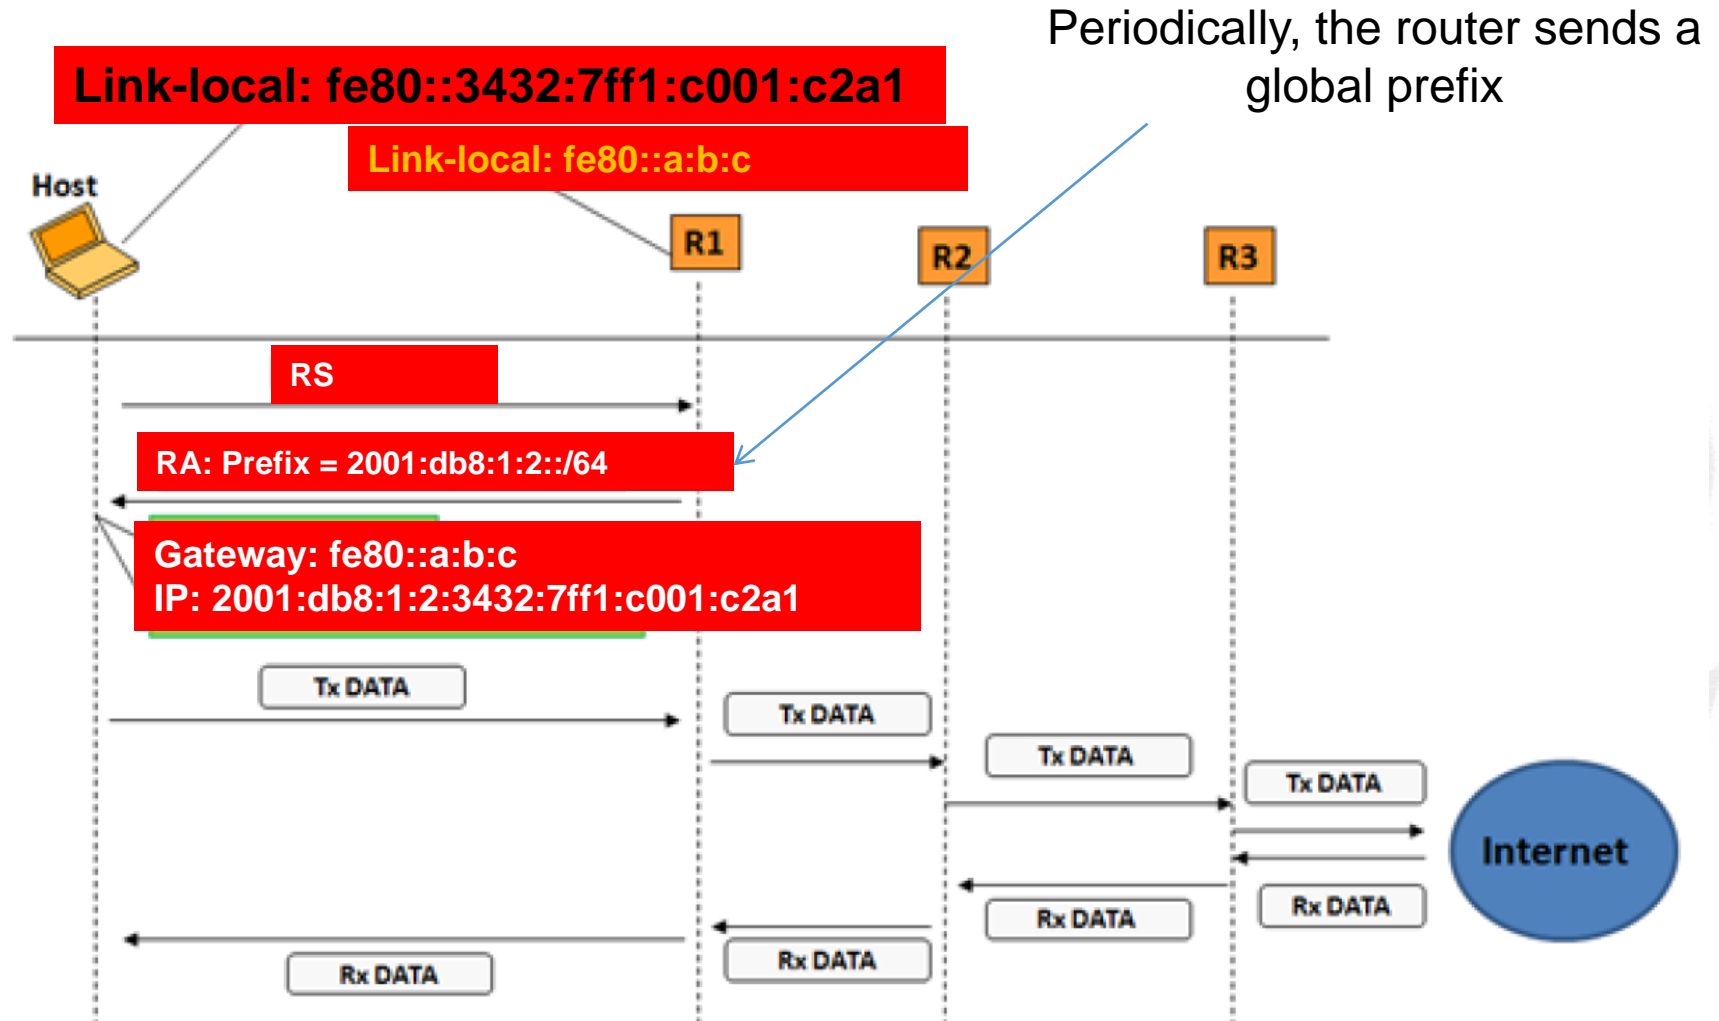 Periodically, the router sends a
global prefix
Link-local: fe80::3432:7ff1:c001:c2a1
Link-local: fe80::a:b:c
Host
R1
R2
R3
RS
RA: Prefix = 2001:db8:1:2::/64
Gateway: fe80::a:b:c
IP: 2001:db8:1:2:3432:7ff1:c001:c2a1
Tx DATA
Tx DATA
Tx DATA
Tx DATA
Internet
Rx DATA
Rx DATA
Rx DATA
Rx DATA